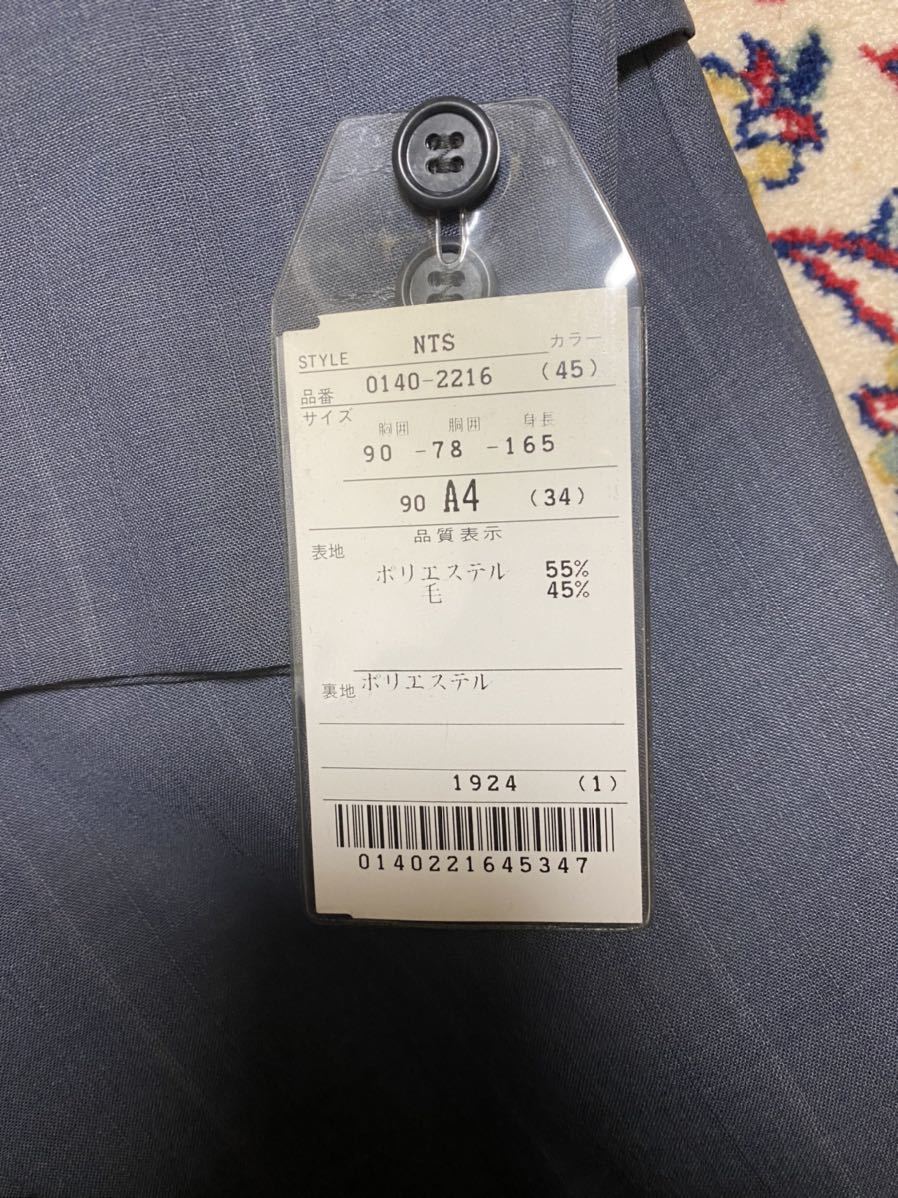 STYLE NTS カラー
品番 0140-2216 (45)
サイズ
胸囲 胴囲 身長
90 -78 -165
90 A4 (34)
品質表示
表地
ポリエステル 55%
毛 45%
裏地 ポリエステル
1924 (1)
0140221645347